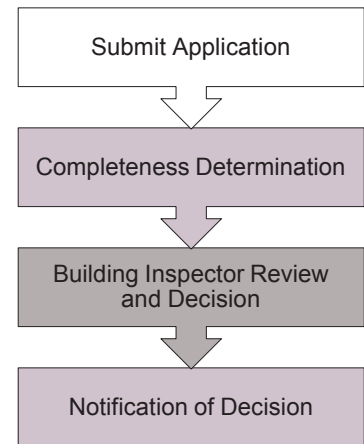 Submit Application
Completeness Determination
Building Inspector Review
and Decision
Notification of Decision